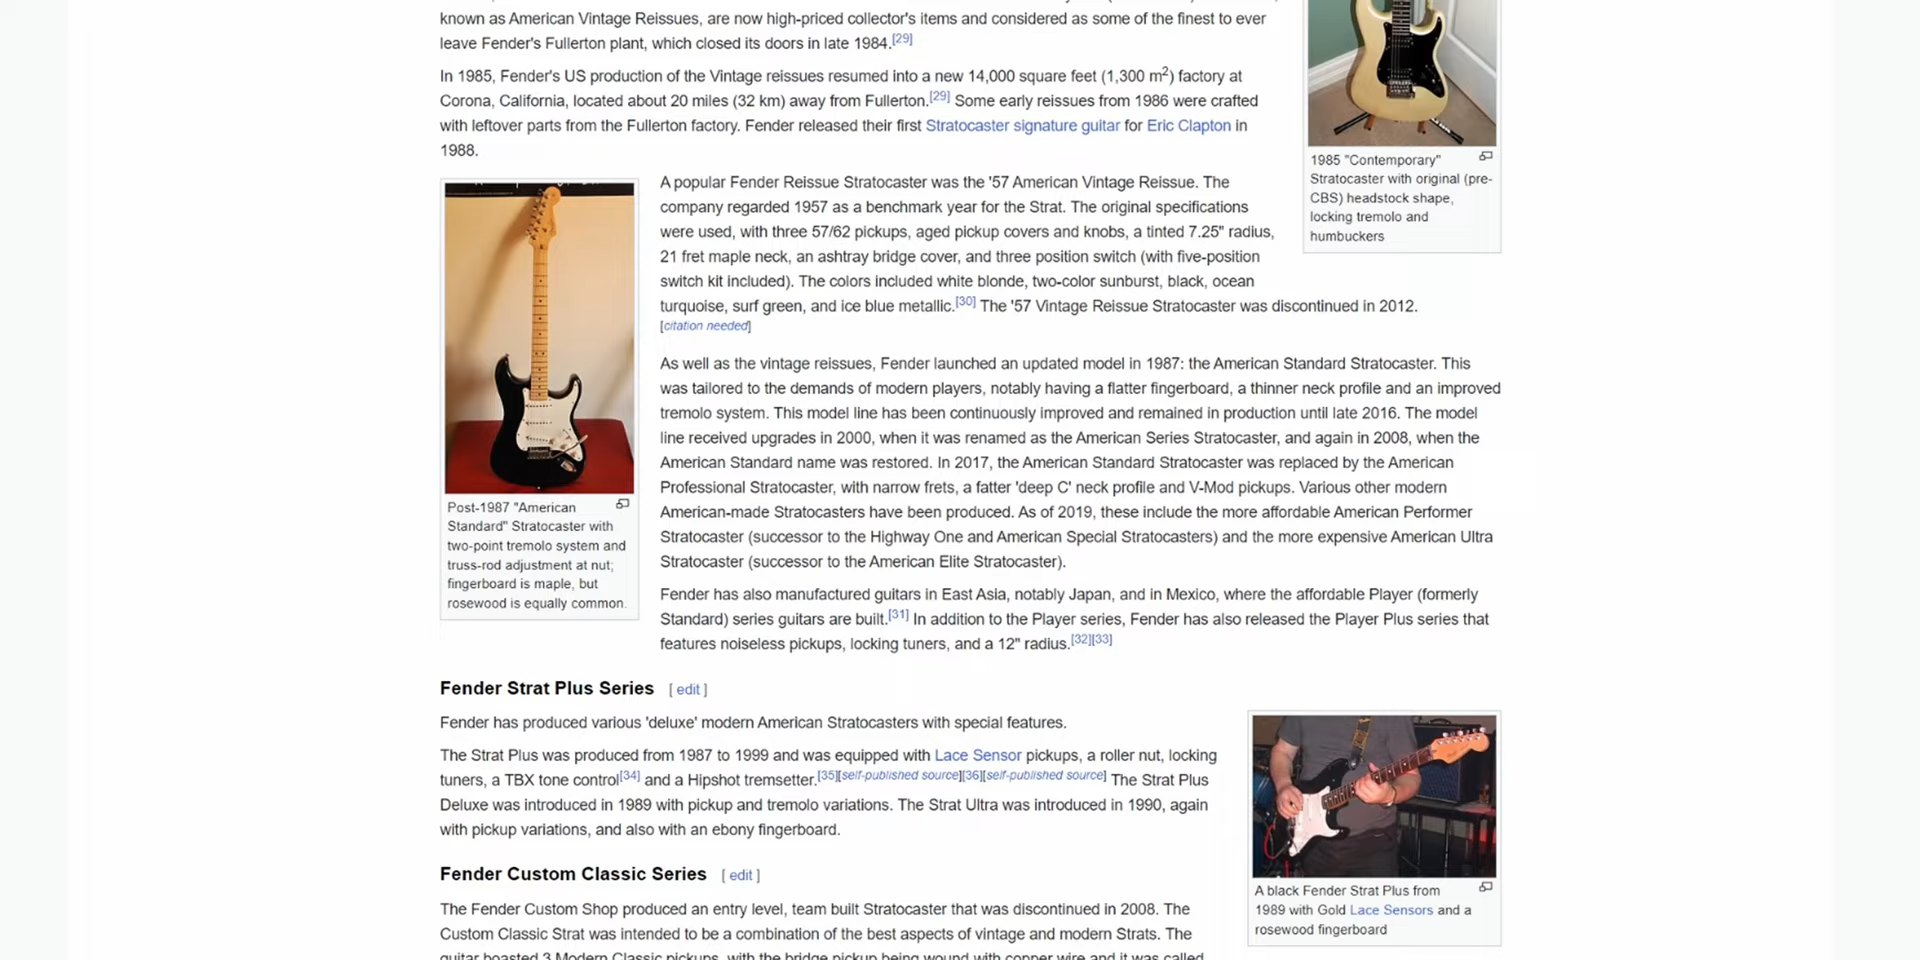 known as American Vintage Reissues, are now high-priced collector's items and considered as some of the finest to ever
leave Fender's Fullerton plant, which closed its doors in late 1984.[29]
In 1985, Fender's US production of the Vintage reissues resumed into a new 14,000 square feet (1,300 m²) factory at
Corona, California, located about 20 miles (32 km) away from Fullerton.[29] Some early reissues from 1986 were crafted
with leftover parts from the Fullerton factory. Fender released their first Stratocaster signature guitar for Eric Clapton in
1988.
1985 "Contemporary"
Stratocaster with original (pre-
CBS) headstock shape,
locking tremolo and
humbuckers
A popular Fender Reissue Stratocaster was the '57 American Vintage Reissue. The
company regarded 1957 as a benchmark year for the Strat. The original specifications
were used, with three 57/62 pickups, aged pickup covers and knobs, a tinted 7.25" radius,
21 fret maple neck, an ashtray bridge cover, and three position switch (with five-position
switch kit included). The colors included white blonde, two-color sunburst, black, ocean
turquoise, surf green, and ice blue metallic.[30] The '57 Vintage Reissue Stratocaster was discontinued in 2012.
[citation needed]
As well as the vintage reissues, Fender launched an updated model in 1987: the American Standard Stratocaster. This
was tailored to the demands of modern players, notably having a flatter fingerboard, a thinner neck profile and an improved
tremolo system. This model line has been continuously improved and remained in production until late 2016. The model
line received upgrades in 2000, when it was renamed as the American Series Stratocaster, and again in 2008, when the
American Standard name was restored. In 2017, the American Standard Stratocaster was replaced by the American
Professional Stratocaster, with narrow frets, a fatter 'deep C' neck profile and V-Mod pickups. Various other modern
American-made Stratocasters have been produced. As of 2019, these include the more affordable American Performer
Stratocaster (successor to the Highway One and American Special Stratocasters) and the more expensive American Ultra
Stratocaster (successor to the American Elite Stratocaster).
Post-1987 "American
Standard" Stratocaster with
two-point tremolo system and
truss-rod adjustment at nut;
fingerboard is maple, but
rosewood is equally common.
Fender has also manufactured guitars in East Asia, notably Japan, and in Mexico, where the affordable Player (formerly
Standard) series guitars are built.[31] In addition to the Player series, Fender has also released the Player Plus series that
features noiseless pickups, locking tuners, and a 12" radius.[32][33]
Fender Strat Plus Series [ edit ]
Fender has produced various 'deluxe' modern American Stratocasters with special features.
The Strat Plus was produced from 1987 to 1999 and was equipped with Lace Sensor pickups, a roller nut, locking
tuners, a TBX tone control[34] and a Hipshot tremsetter.[35][self-published source][36][self-published source] The Strat Plus
Deluxe was introduced in 1989 with pickup and tremolo variations. The Strat Ultra was introduced in 1990, again
with pickup variations, and also with an ebony fingerboard.
A black Fender Strat Plus from
1989 with Gold Lace Sensors and a
rosewood fingerboard
Fender Custom Classic Series [ edit ]
The Fender Custom Shop produced an entry level, team built Stratocaster that was discontinued in 2008. The
Custom Classic Strat was intended to be a combination of the best aspects of vintage and modern Strats. The
guitar boasted 3 Modern Classic pickups, with the bridge pickup being wound with copper wire and it was called